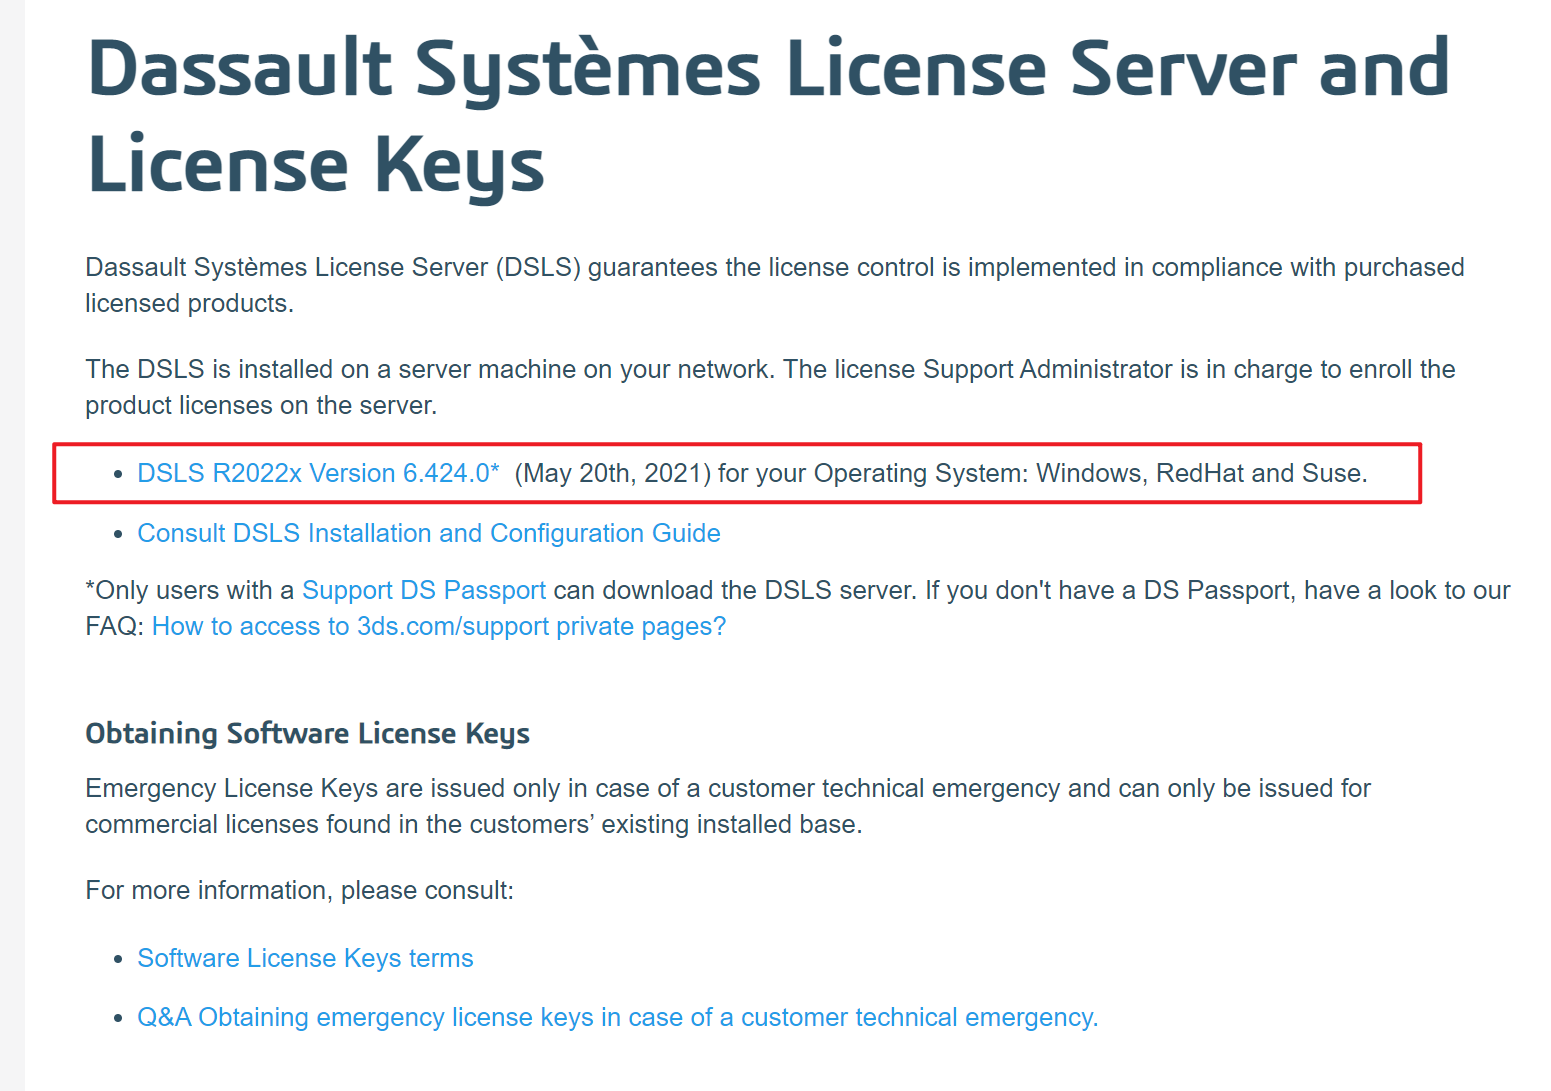 Dassault Systèmes License Server and
License Keys
Dassault Systèmes License Server (DSLS) guarantees the license control is implemented in compliance with purchased
licensed products.
The DSLS is installed on a server machine on your network. The license Support Administrator is in charge to enroll the
product licenses on the server.
• DSLS R2022x Version 6.424.0* (May 20th, 2021) for your Operating System: Windows, RedHat and Suse.
• Consult DSLS Installation and Configuration Guide
*Only users with a Support DS Passport can download the DSLS server. If you don't have a DS Passport, have a look to our
FAQ: How to access to 3ds.com/support private pages?
Obtaining Software License Keys
Emergency License Keys are issued only in case of a customer technical emergency and can only be issued for
commercial licenses found in the customers’ existing installed base.
For more information, please consult:
• Software License Keys terms
• Q&A Obtaining emergency license keys in case of a customer technical emergency.